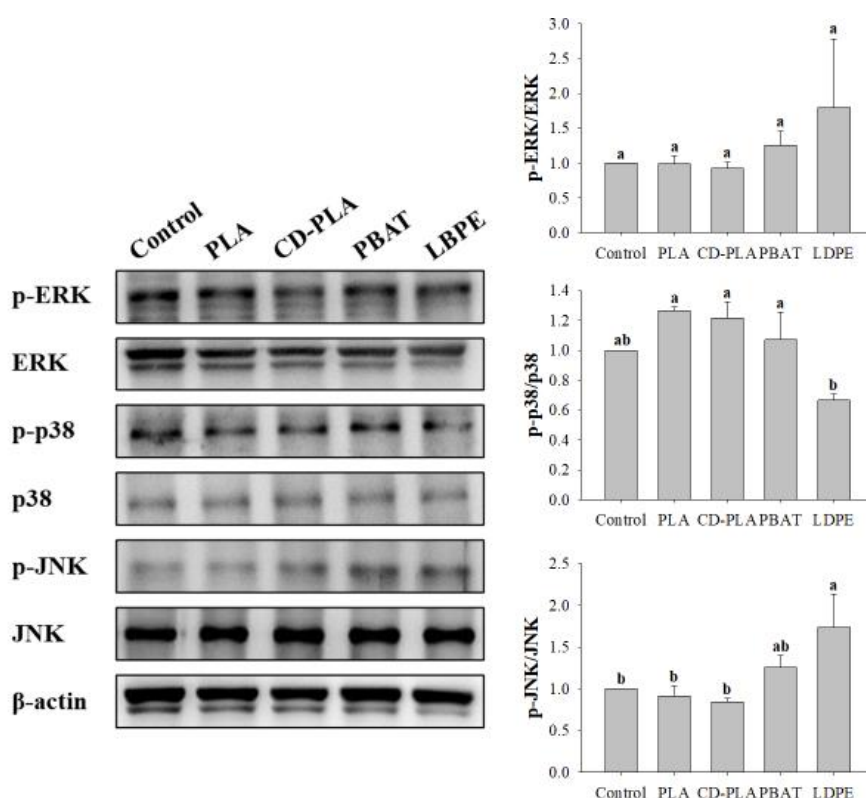 Control PLA CD-PLA PBAT LBPE
p-ERK
ERK
p-p38
p38
p-JNK
JNK
β-actin
p-ERK/ERK
3.0
2.5
2.0
1.5
1.0
0.5
0.0
a a a a a
Control PLA CD-PLA PBAT LDPE
p-p38/p38
1.4
1.2
1.0
0.8
0.6
0.4
0.2
0.0
ab a a a b
Control PLA CD-PLA PBAT LDPE
p-JNK/JNK
2.5
2.0
1.5
1.0
0.5
0.0
b b b ab a
Control PLA CD-PLA PBAT LDPE